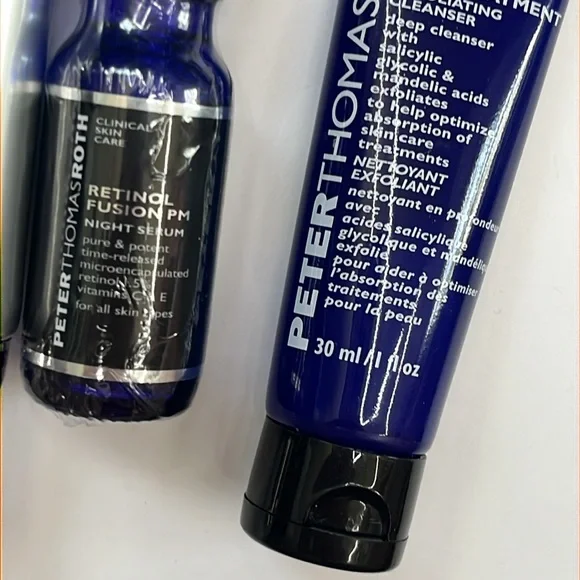 PETERTHOMASROTH
CLINICAL
SKIN
CARE
RETINOL
FUSION PM
NIGHT SERUM
pure & potent
time-released
microencapsulated
retinol
vitamins C E
for all skin types
PETERTHOMAS
CLEANSER
deep cleanser
with
salicylic
glycolic &
mandelic acids
exfoliates
to help optimize
absorption of
skincare
treatments
NETTOYANT
EXFOLIANT
nettoyant en profondeur
avec
acides salicylique
glycolique et mandéliq
exfolie
pour aider à optimiser
l'absorption des
traitements
pour la peau
30 ml/1 fl oz